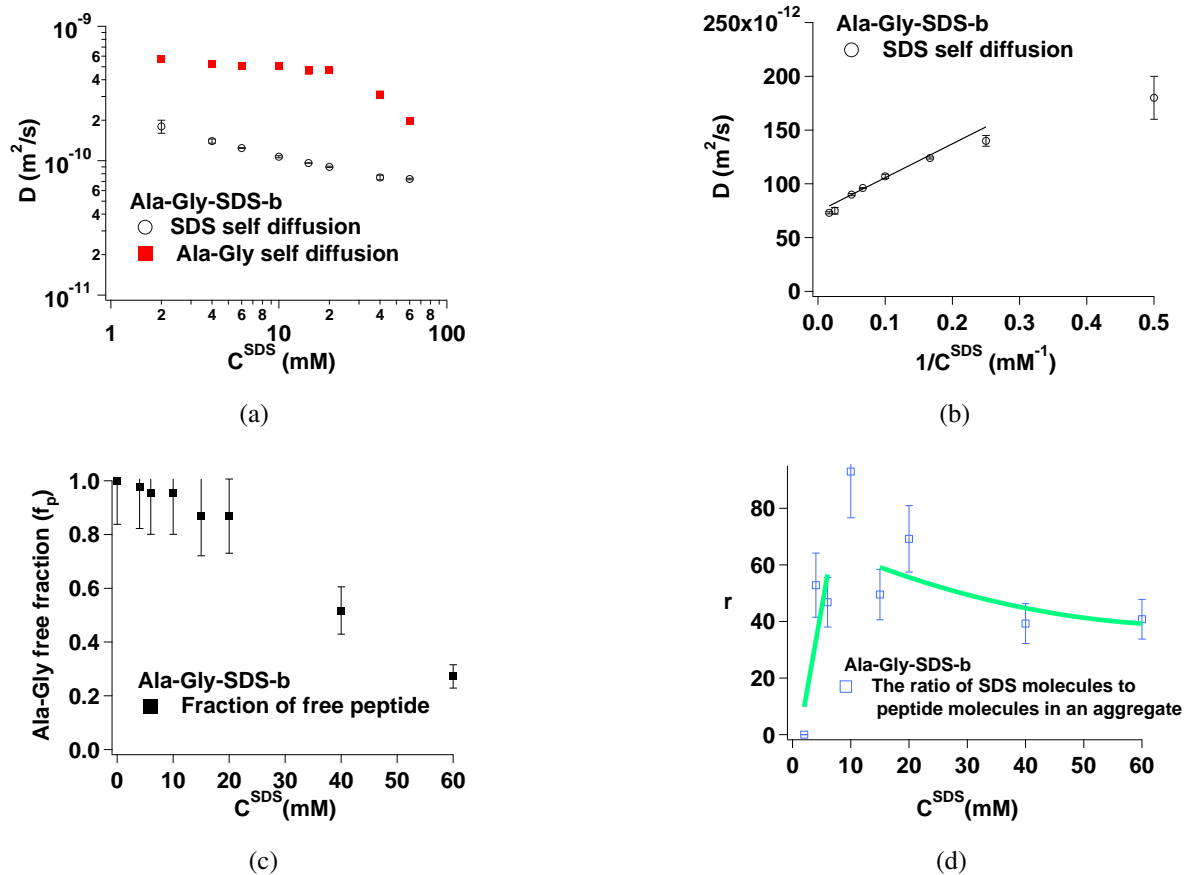 10^-9
6
4
2
10^-10
6
4
2
10^-11
D (m^2/s)
Ala-Gly-SDS-b
SDS self diffusion
Ala-Gly self diffusion
1
2
4
6
8
10
2
4
6
8
100
C^SDS (mM)
(a)
250x10^-12
200
150
100
50
0
D (m^2/s)
Ala-Gly-SDS-b
SDS self diffusion
0.0
0.1
0.2
0.3
0.4
0.5
1/C^SDS (mM^-1)
(b)
1.0
0.8
0.6
0.4
0.2
0.0
Ala-Gly free fraction (f_p)
Ala-Gly-SDS-b
Fraction of free peptide
0
10
20
30
40
50
60
C^SDS(mM)
(c)
80
60
40
20
0
r
Ala-Gly-SDS-b
The ratio of SDS molecules to
peptide molecules in an aggregate
0
10
20
30
40
50
60
C^SDS(mM)
(d)